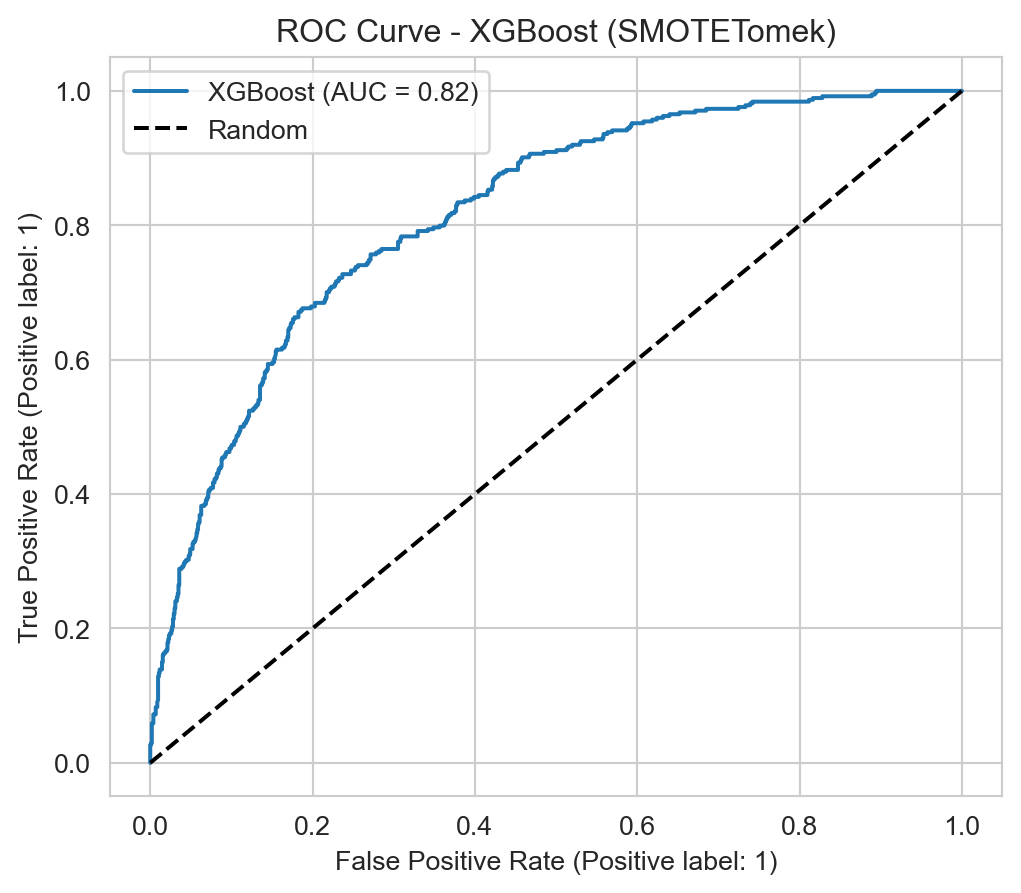 ROC Curve - XGBoost (SMOTETomek)
XGBoost (AUC = 0.82)
Random
True Positive Rate (Positive label: 1)
1.0
0.8
0.6
0.4
0.2
0.0
0.0 0.2 0.4 0.6 0.8 1.0
False Positive Rate (Positive label: 1)